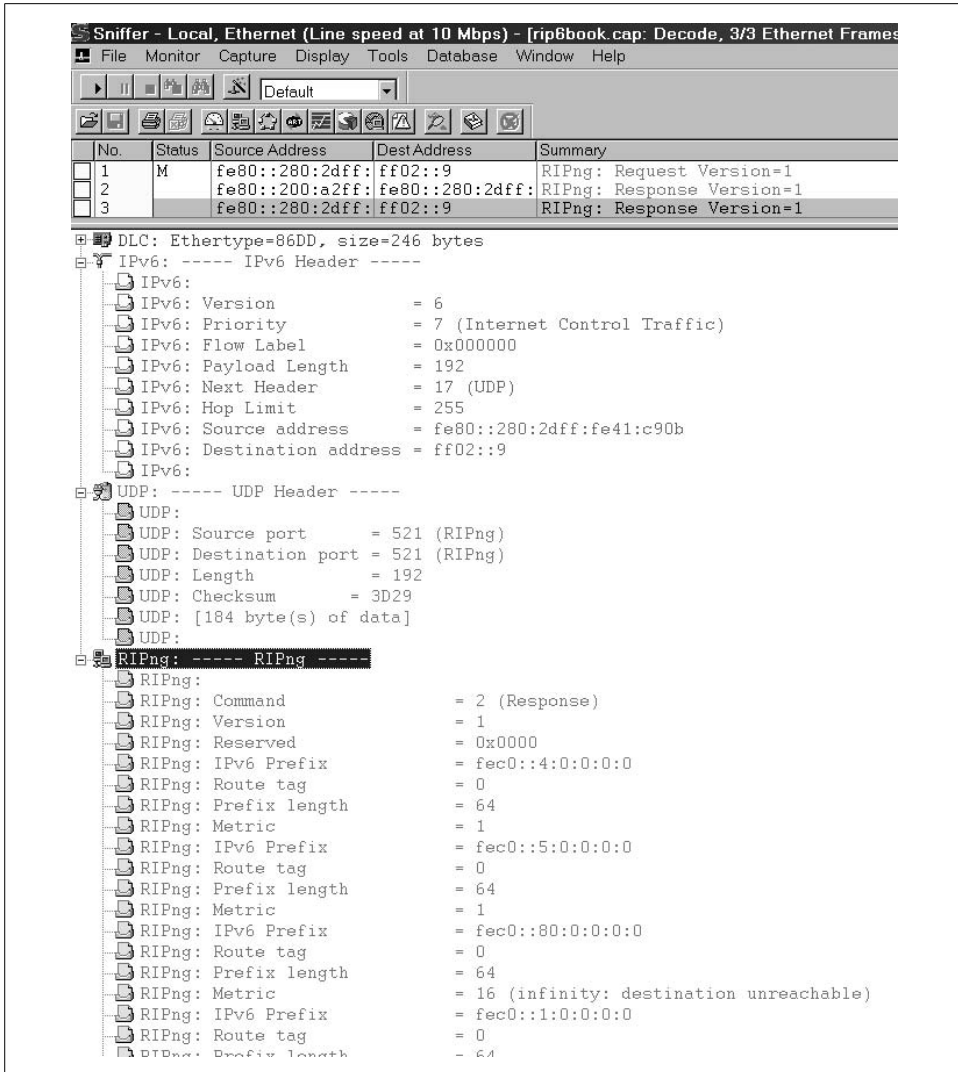 Sniffer - Local, Ethernet (Line speed at 10 Mbps) - [rip6book.cap: Decode, 3/3 Ethernet Frames
File Monitor Capture Display Tools Database Window Help
Default
No. Status Source Address Dest Address Summary
1 M fe80::280:2dff: ff02::9 RIPng: Request Version=1
2 fe80::200:a2ff: fe80::280:2dff: RIPng: Response Version=1
3 fe80::280:2dff: ff02::9 RIPng: Response Version=1
DLC: Ethertype=86DD, size=246 bytes
IPv6: ----- IPv6 Header -----
IPv6:
IPv6: Version = 6
IPv6: Priority = 7 (Internet Control Traffic)
IPv6: Flow Label = 0x000000
IPv6: Payload Length = 192
IPv6: Next Header = 17 (UDP)
IPv6: Hop Limit = 255
IPv6: Source address = fe80::280:2dff:fe41:c90b
IPv6: Destination address = ff02::9
IPv6:
UDP: ----- UDP Header -----
UDP:
UDP: Source port = 521 (RIPng)
UDP: Destination port = 521 (RIPng)
UDP: Length = 192
UDP: Checksum = 3D29
UDP: [184 byte(s) of data]
UDP:
RIPng: ----- RIPng -----
RIPng:
RIPng: Command = 2 (Response)
RIPng: Version = 1
RIPng: Reserved = 0x0000
RIPng: IPv6 Prefix = fec0::4:0:0:0:0
RIPng: Route tag = 0
RIPng: Prefix length = 64
RIPng: Metric = 1
RIPng: IPv6 Prefix = fec0::5:0:0:0:0
RIPng: Route tag = 0
RIPng: Prefix length = 64
RIPng: Metric = 1
RIPng: IPv6 Prefix = fec0::80:0:0:0:0
RIPng: Route tag = 0
RIPng: Prefix length = 64
RIPng: Metric = 16 (infinity: destination unreachable)
RIPng: IPv6 Prefix = fec0::1:0:0:0:0
RIPng: Route tag = 0
RIPng: Prefix length = 64